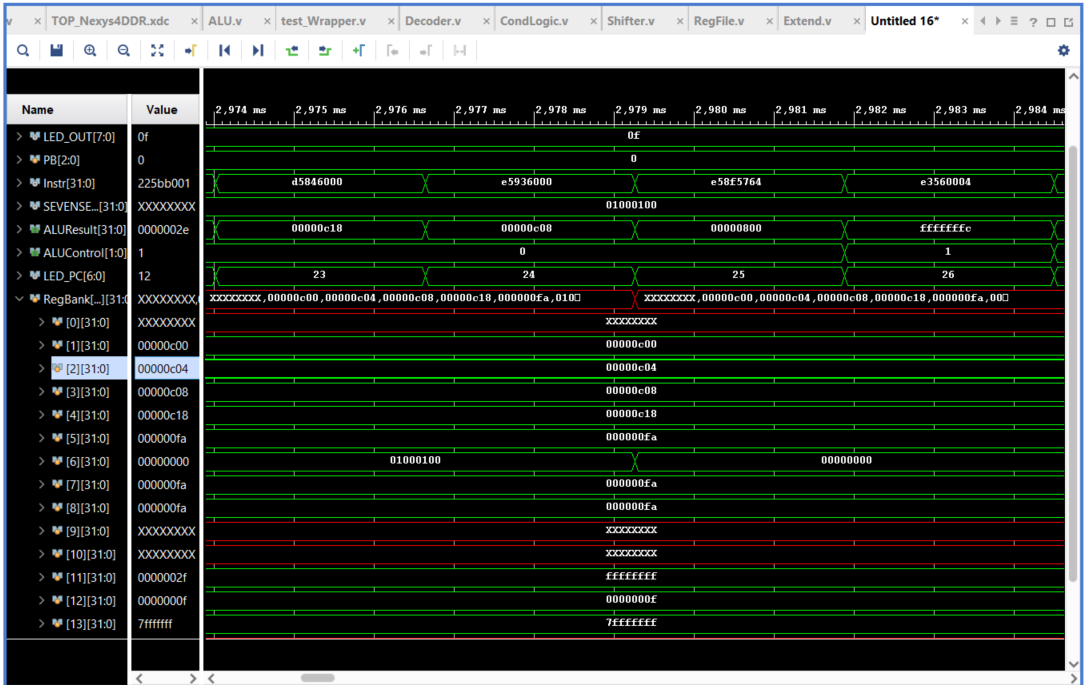 v × TOP_Nexys4DDR.xdc × ALU.v × test_Wrapper.v × Decoder.v × CondLogic.v × Shifter.v × RegFile.v × Extend.v × Untitled 16* × ?
Name Value 2,974 ms 2,975 ms 2,976 ms 2,977 ms 2,978 ms 2,979 ms 2,980 ms 2,981 ms 2,982 ms 2,983 ms 2,984 ms
> LED_OUT[7:0] 0f 0f
> PB[2:0] 0 0
> Instr[31:0] 225bb001 d5846000 e5936000 e58f5764 e3560004
> SEVENSE...[31:0] XXXXXXXX 01000100
> ALUResult[31:0] 0000002e 00000c18 00000c08 00000800 fffffffc
> ALUControl[1:0] 1 0 1
> LED_PC[6:0] 12 23 24 25 26
RegBank[...][31:0 XXXXXXXX, XXXXXXXX,00000c00,00000c04,00000c08,00000c18,000000fa,010 XXXXXXXX,00000c00,00000c04,00000c08,00000c18,000000fa,00
> [0][31:0] XXXXXXXX XXXXXXXX
> [1][31:0] 00000c00 00000c00
> [2][31:0] 00000c04 00000c04
> [3][31:0] 00000c08 00000c08
> [4][31:0] 00000c18 00000c18
> [5][31:0] 000000fa 000000fa
> [6][31:0] 00000000 01000100 00000000
> [7][31:0] 000000fa 000000fa
> [8][31:0] 000000fa 000000fa
> [9][31:0] XXXXXXXX XXXXXXXX
> [10][31:0] XXXXXXXX XXXXXXXX
> [11][31:0] 0000002f ffffffff
> [12][31:0] 0000000f 0000000f
> [13][31:0] 7fffffff 7fffffff